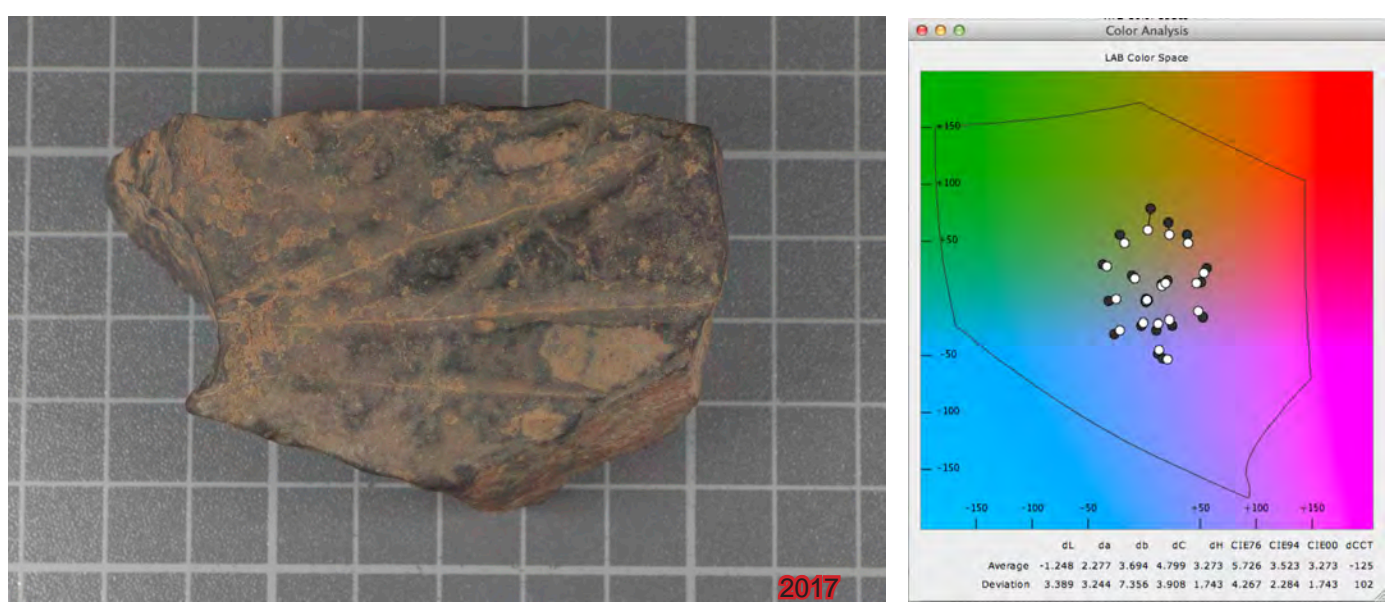 2017
Color Analysis
LAB Color Space
+150
+100
+50
-50
-100
-150
-150 -100 -50 +50 +100 +150
dL da db dC dH CIE76 CIE94 CIE00 dCCT
Average -1.248 2.277 3.694 4.799 3.273 5.726 3.523 3.273 -125
Deviation 3.389 3.244 7.356 3.908 1.743 4.267 2.284 1.743 102